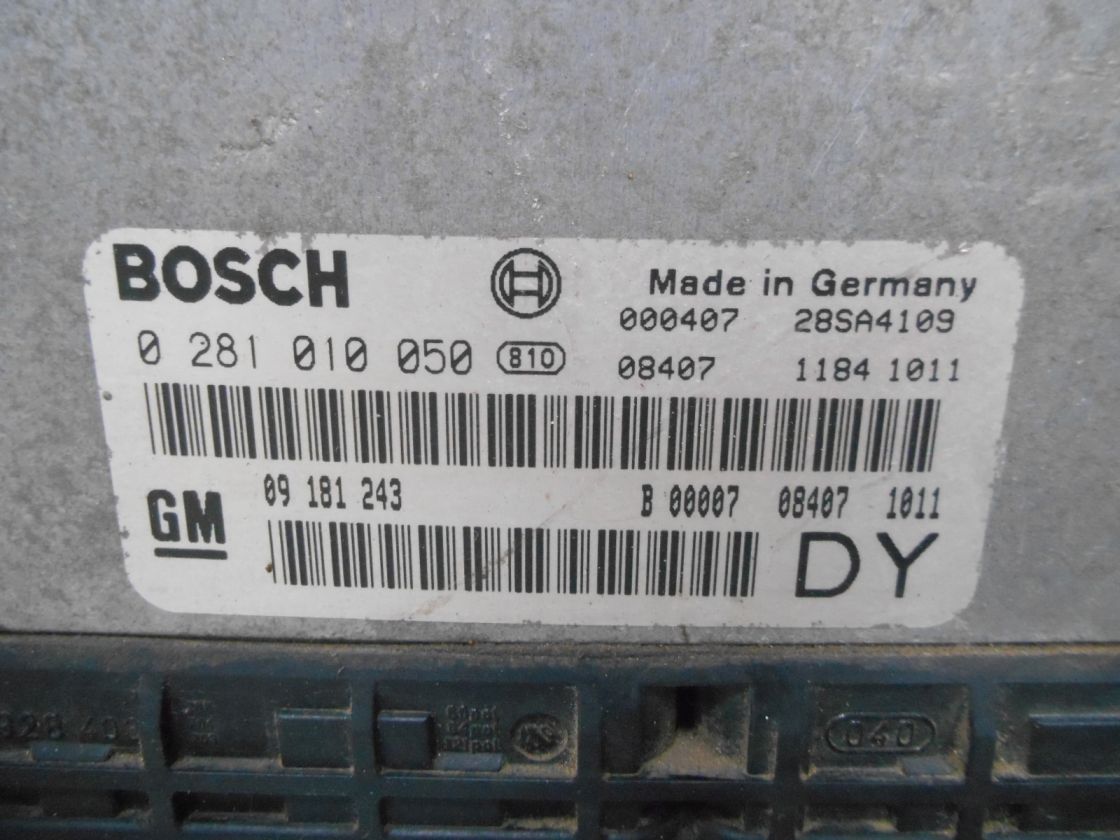 BOSCH
Made in Germany
000407 28SA4109
0 281 010 050 810
08407 1184 1011
GM
09 181 243
B 00007 08407 1011
DY
040